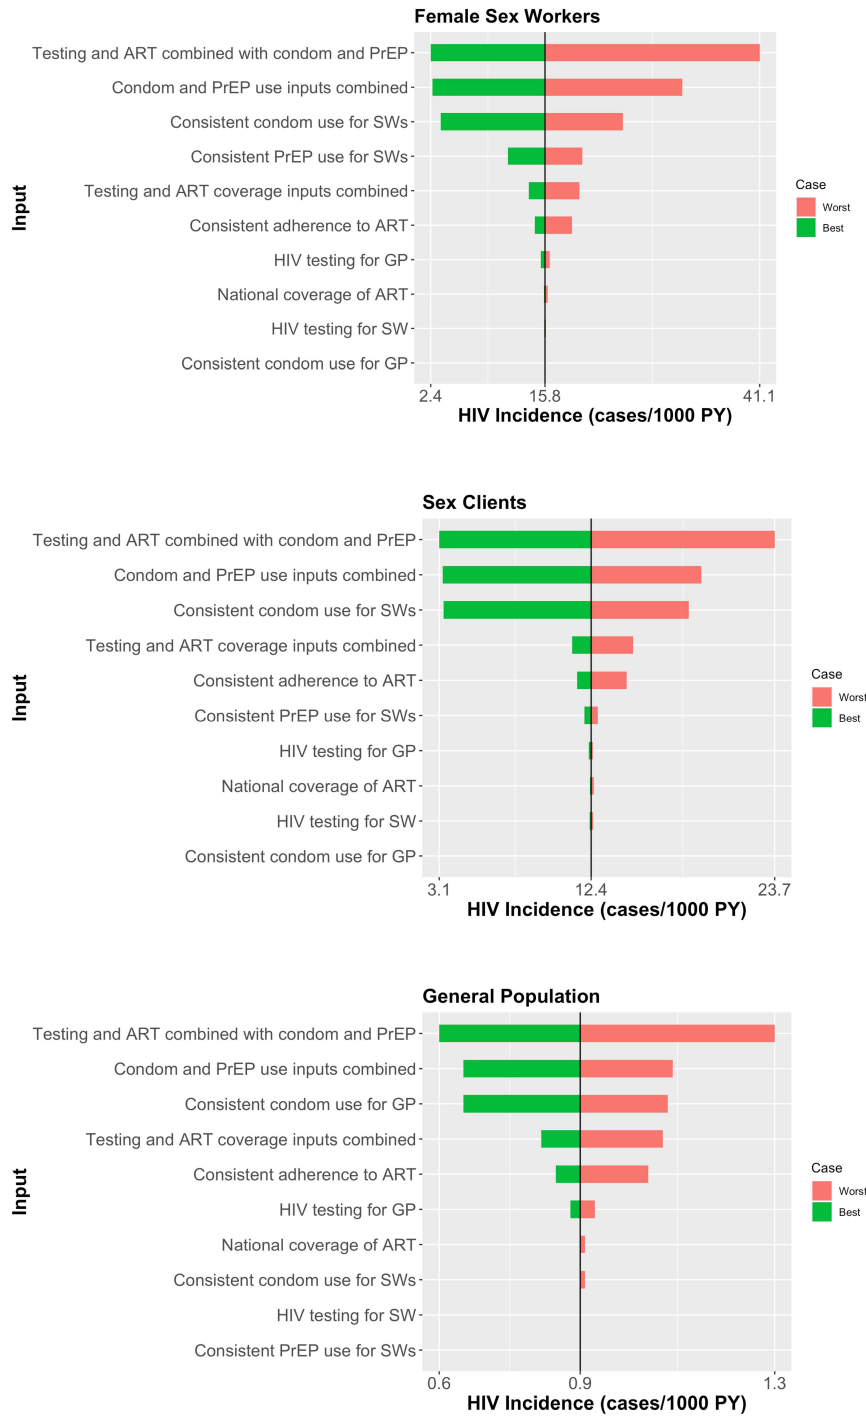 Female Sex Workers
Testing and ART combined with condom and PrEP
Condom and PrEP use inputs combined
Consistent condom use for SWs
Consistent PrEP use for SWs
Testing and ART coverage inputs combined
Consistent adherence to ART
HIV testing for GP
National coverage of ART
HIV testing for SW
Consistent condom use for GP
Input
Case
Worst
Best
2.4 15.8 41.1
HIV Incidence (cases/1000 PY)
Sex Clients
Testing and ART combined with condom and PrEP
Condom and PrEP use inputs combined
Consistent condom use for SWs
Testing and ART coverage inputs combined
Consistent adherence to ART
Consistent PrEP use for SWs
HIV testing for GP
National coverage of ART
HIV testing for SW
Consistent condom use for GP
Input
Case
Worst
Best
3.1 12.4 23.7
HIV Incidence (cases/1000 PY)
General Population
Testing and ART combined with condom and PrEP
Condom and PrEP use inputs combined
Consistent condom use for GP
Testing and ART coverage inputs combined
Consistent adherence to ART
HIV testing for GP
National coverage of ART
Consistent condom use for SWs
HIV testing for SW
Consistent PrEP use for SWs
Input
Case
Worst
Best
0.6 0.9 1.3
HIV Incidence (cases/1000 PY)